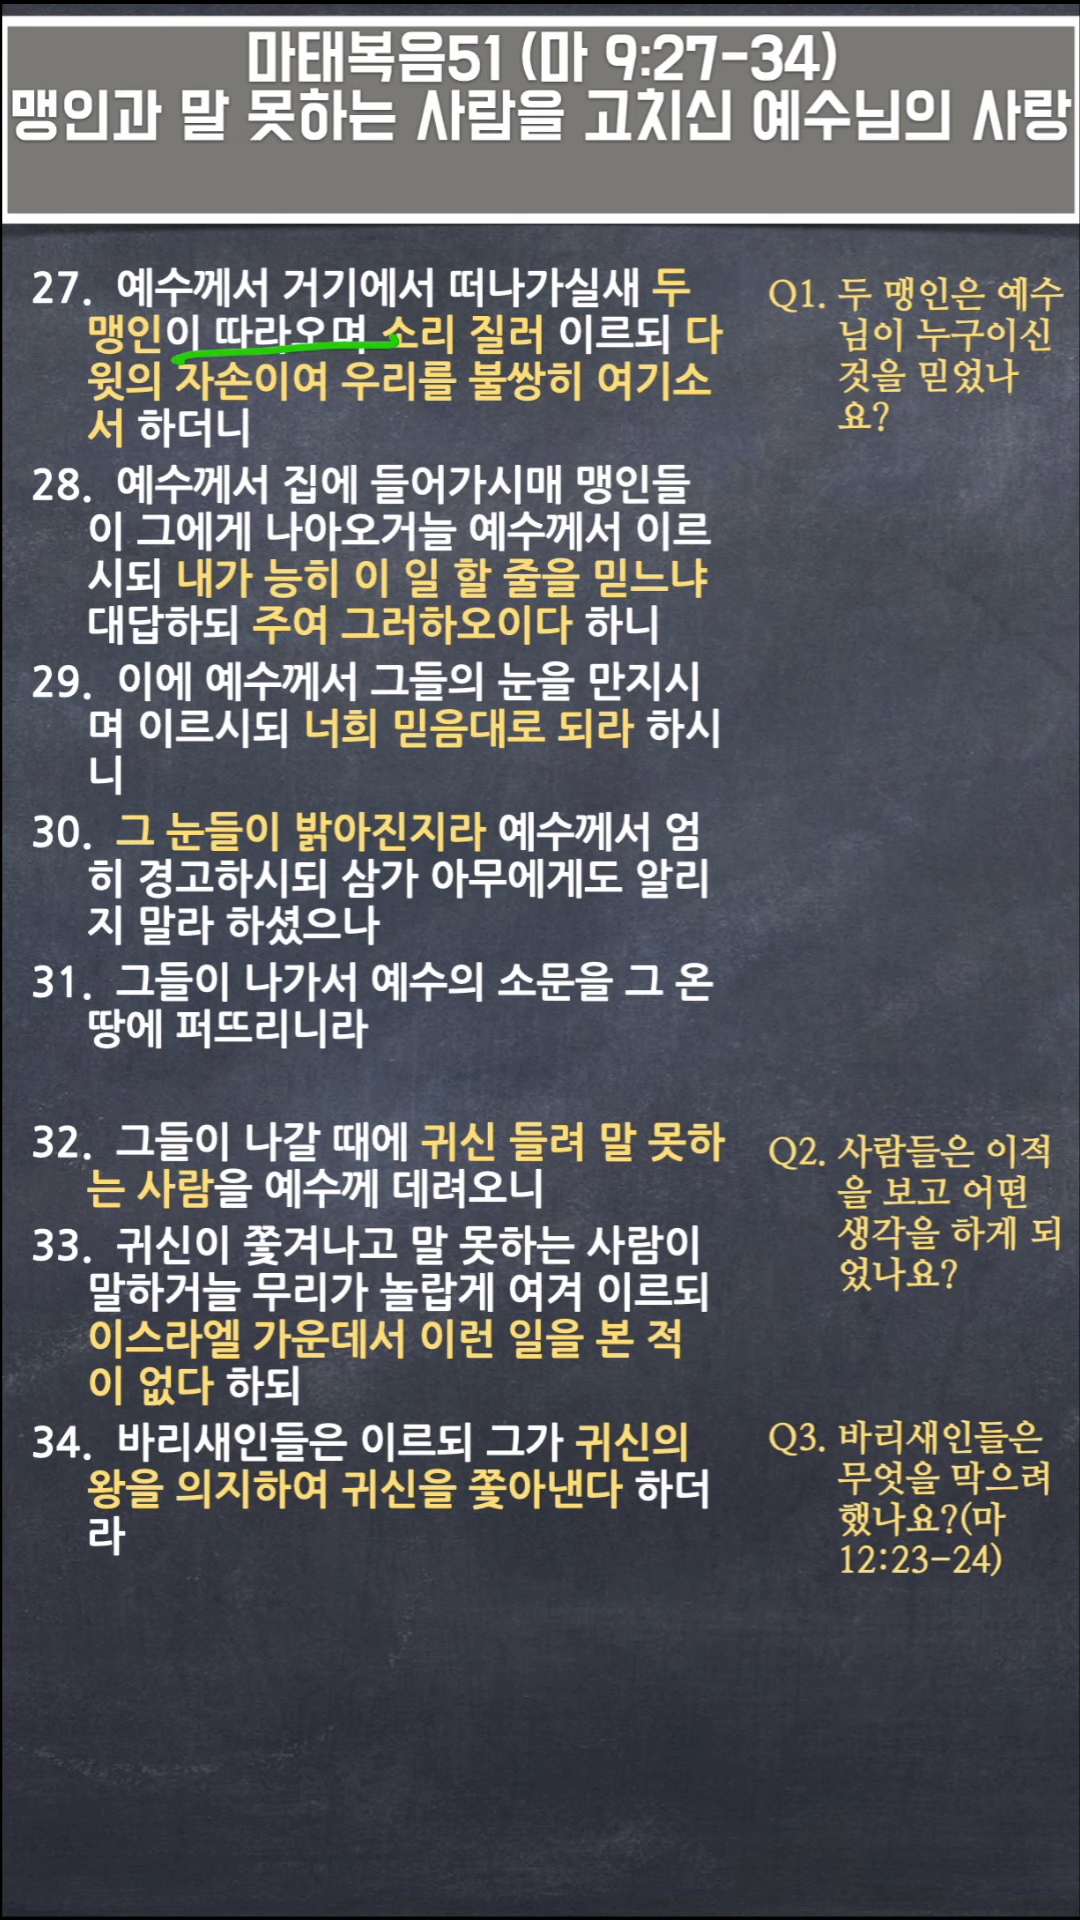 마태복음51 (마 9:27-34)
맹인과 말 못하는 사람을 고치신 예수님의 사랑
27. 예수께서 거기에서 떠나가실새 두
맹인이 따라오며 소리 질러 이르되 다
윗의 자손이여 우리를 불쌍히 여기소
서 하더니
28. 예수께서 집에 들어가시매 맹인들
이 그에게 나아오거늘 예수께서 이르
시되 내가 능히 이 일 할 줄을 믿느냐
대답하되 주여 그러하오이다 하니
29. 이에 예수께서 그들의 눈을 만지시
며 이르시되 너희 믿음대로 되라 하시
니
30. 그 눈들이 밝아진지라 예수께서 엄
히 경고하시되 삼가 아무에게도 알리
지 말라 하셨으나
31. 그들이 나가서 예수의 소문을 그 온
땅에 퍼뜨리니라
32. 그들이 나갈 때에 귀신 들려 말 못하
는 사람을 예수께 데려오니
33. 귀신이 쫓겨나고 말 못하는 사람이
말하거늘 무리가 놀랍게 여겨 이르되
이스라엘 가운데서 이런 일을 본 적
이 없다 하되
34. 바리새인들은 이르되 그가 귀신의
왕을 의지하여 귀신을 쫓아낸다 하더
라
Q1. 두 맹인은 예수
님이 누구이신
것을 믿었나
요?
Q2. 사람들은 이적
을 보고 어떤
생각을 하게 되
었나요?
Q3. 바리새인들은
무엇을 막으려
했나요?(마
12:23-24)